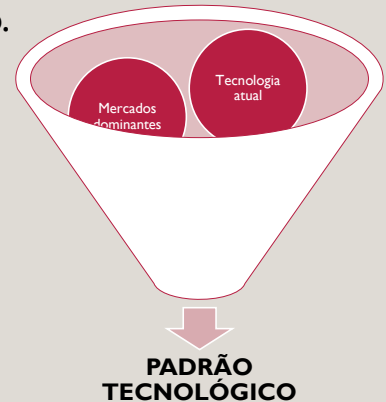 Tecnologia
atual
Mercados
dominantes
PADRÃO
TECNOLÓGICO